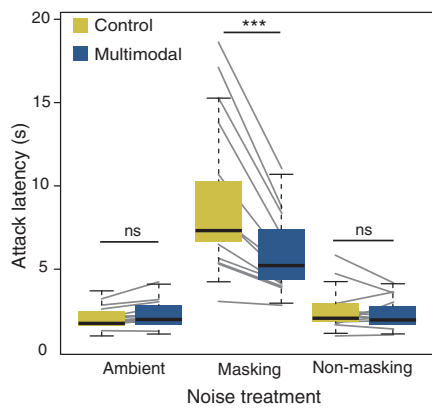 20
15
10
5
0
Attack latency (s)
Control
Multimodal
***
ns
ns
Ambient
Masking
Non-masking
Noise treatment